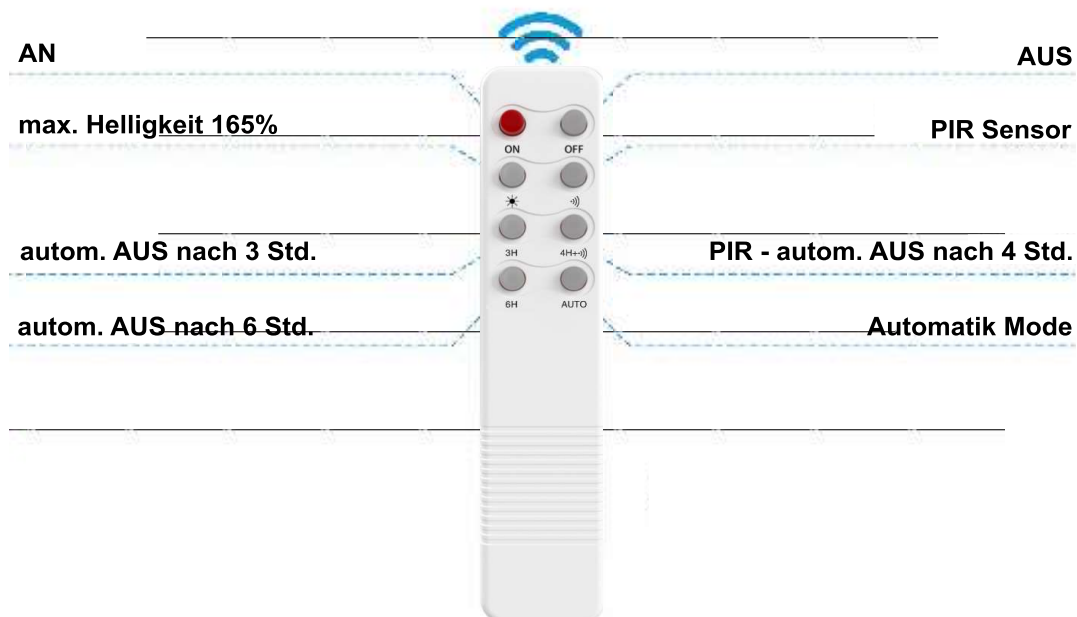 AN
AUS
max. Helligkeit 165%
PIR Sensor
ON OFF
autom. AUS nach 3 Std.
3H 4H+
PIR - autom. AUS nach 4 Std.
6H AUTO
autom. AUS nach 6 Std.
Automatik Mode